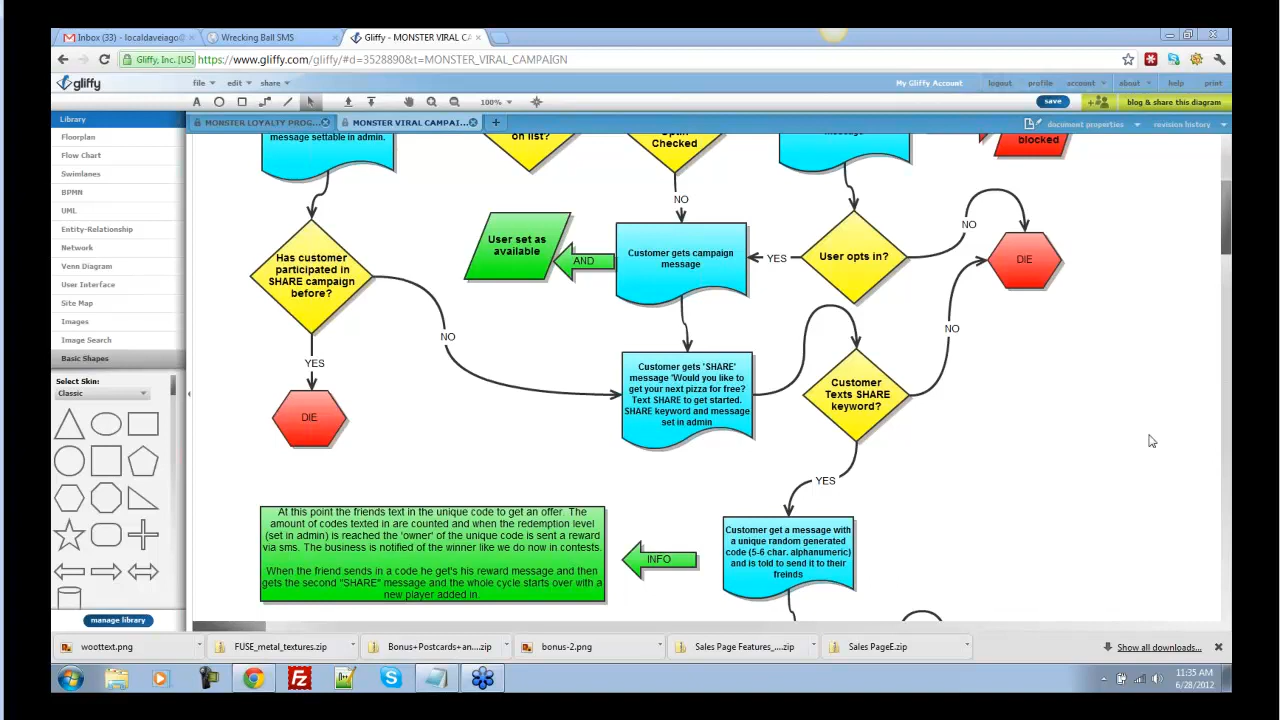 Inbox (33) - localdaveiago@
Wrecking Ball SMS
Gliffy - MONSTER VIRAL CA
Gliffy, Inc. [US]
https://www.gliffy.com/gliffy/#d=3528890&t=MONSTER_VIRAL_CAMPAIGN
gliffy
file
edit
share
My Gliffy Account
logout
profile
account
about
help
print
A
100%
save
blog & share this diagram
Library
MONSTER LOYALTY PROG...
MONSTER VIRAL CAMPAI...
document properties
revision history
Floorplan
Flow Chart
Swimlanes
BPMN
UML
Entity-Relationship
Network
Venn Diagram
User Interface
Site Map
Images
Image Search
Basic Shapes
Select Skin:
Classic
manage library
message settable in admin.
on list?
Checked
blocked
NO
User set as
available
AND
Customer gets campaign
message
YES
User opts in?
NO
DIE
Has customer
participated in
SHARE campaign
before?
NO
YES
DIE
Customer gets 'SHARE'
message 'Would you like to
get your next pizza for free?
Text SHARE to get started.
SHARE keyword and message
set in admin
Customer
Texts SHARE
keyword?
NO
YES
At this point the friends text in the unique code to get an offer. The
amount of codes texted in are counted and when the redemption level
(set in admin) is reached the 'owner' of the unique code is sent a reward
via sms. The business is notified of the winner like we do now in contests.
When the friend sends in a code he get's his reward message and then
gets the second "SHARE" message and the whole cycle starts over with a
new player added in.
INFO
Customer get a message with
a unique random generated
code (5-6 char. alphanumeric)
and is told to send it to their
freinds
woottext.png
FUSE_metal_textures.zip
Bonus+Postcards+an....zip
bonus-2.png
Sales Page Features_....zip
Sales PageE.zip
Show all downloads...
11:35 AM
6/28/2012